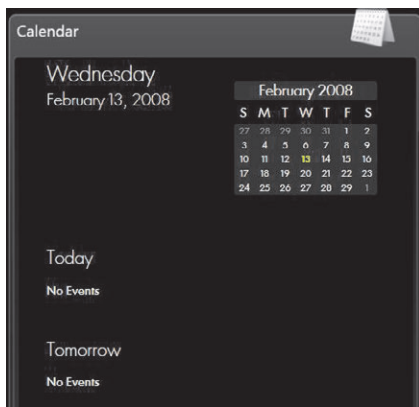 Calendar
Wednesday
February 13, 2008
February 2008
S M T W T F S
27 28 29 30 31 1 2
3 4 5 6 7 8 9
10 11 12 13 14 15 16
17 18 19 20 21 22 23
24 25 26 27 28 29 1
Today
No Events
Tomorrow
No Events